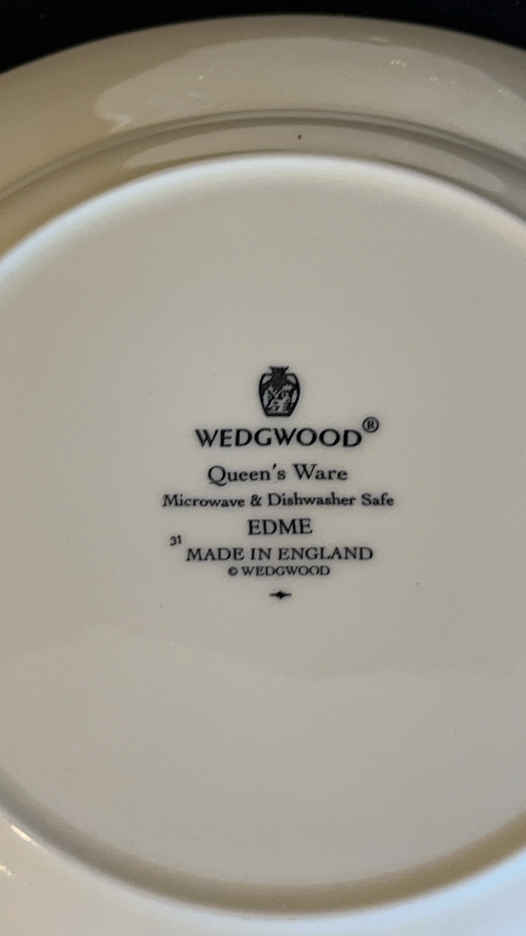 WEDGWOOD®
Queen's Ware
Microwave & Dishwasher Safe
EDME
31
MADE IN ENGLAND
© WEDGWOOD